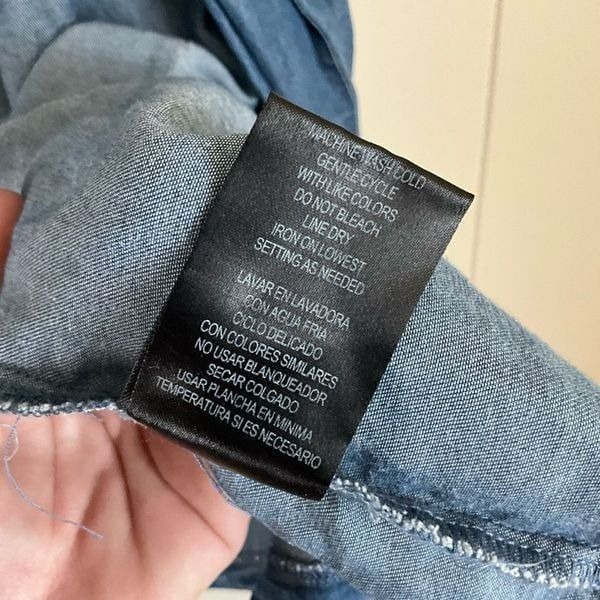 MACHINE WASH COLD
GENTLE CYCLE
WITH LIKE COLORS
DO NOT BLEACH
LINE DRY
IRON ON LOWEST
SETTING AS NEEDED
LAVAR EN LAVADORA
CON AGUA FRIA
CICLO DELICADO
CON COLORES SIMILARES
NO USAR BLANQUEADOR
SECAR COLGADO
USAR PLANCHA EN MINIMA
TEMPERATURA SI ES NECESARIO